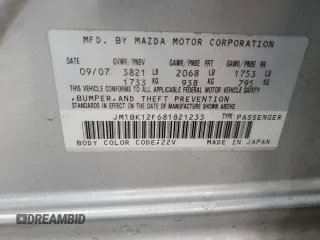 MFD. BY MAZDA MOTOR CORPORATION
DATE GVWR/PNBV GAWR/PNBE FRT GAWR/PNBE RR
09/07 3821 LB 2068 LB 1753 LB
1733 KG 938 KG 795 KG
THIS VEHICLE CONFORMS TO ALL APPLICABLE FEDERAL MOTOR VEHICLE SAFETY
,BUMPER,AND THEFT PREVENTION
STANDARDS IN EFFECT ON THE DATE OF MANUFACTURE SHOWN ABOVE.
JM1BK12F681821233 TYPE:PASSENGER
BODY COLOR CODE:22V MADE IN JAPAN
DREAMBID